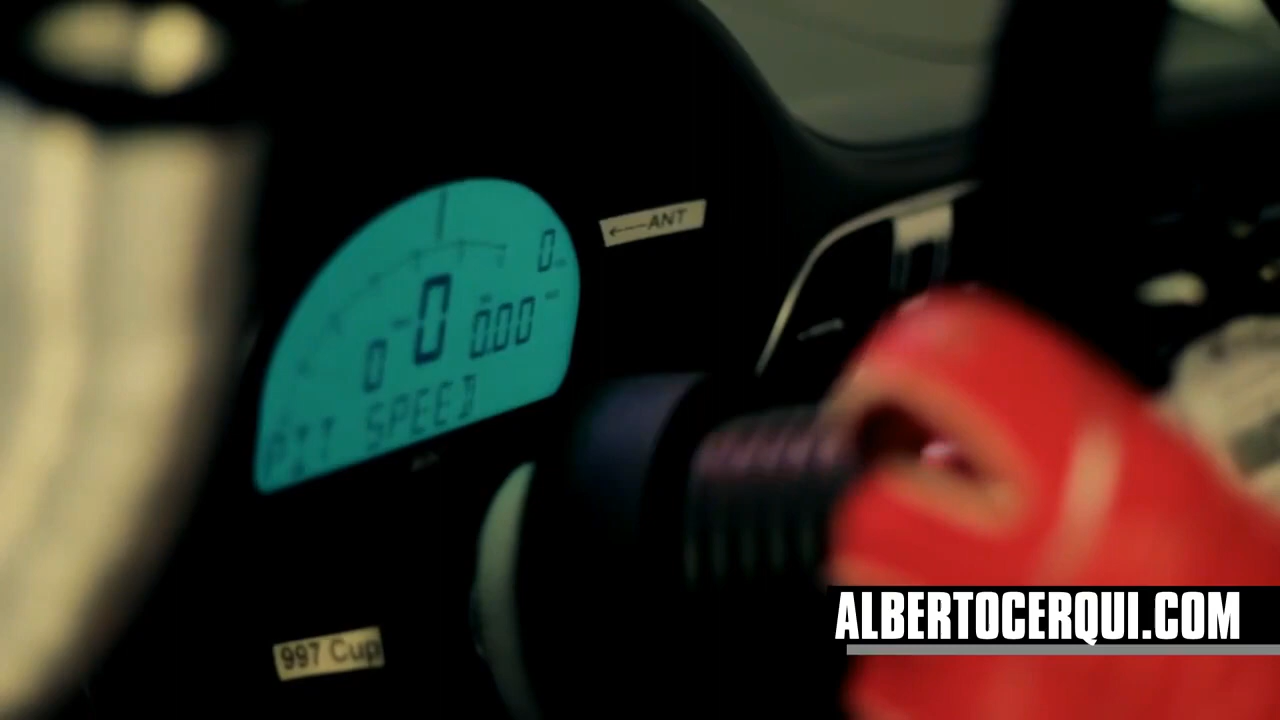 ←---ANT
0
0
0.00
0
PIT SPEED
997 Cup
ALBERTOCERQUI.COM